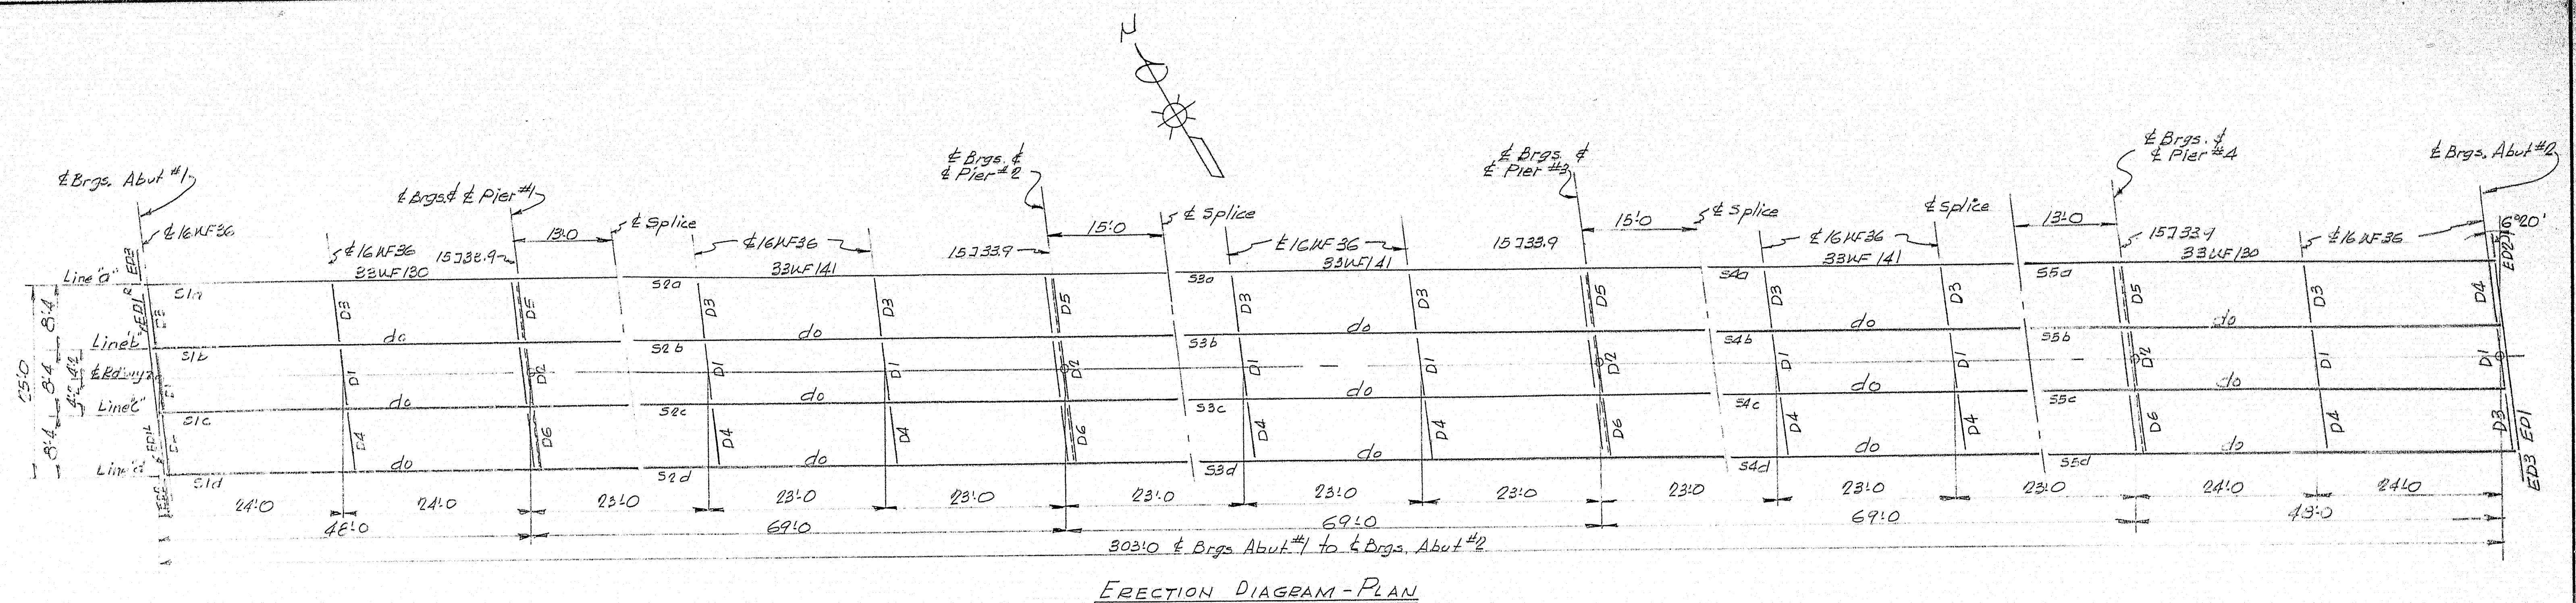 N
℄ Brgs. Abut #1
℄ Brgs & ℄ Pier #1
℄ Brgs. &
℄ Pier #2
℄ Brgs. &
℄ Pier #3
℄ Brgs. &
℄ Pier #4
℄ Brgs. Abut #2
℄ 16WF36
13'-0
℄ Splice
15'-0
℄ Splice
15'-0
℄ Splice
℄ Splice
13'-0
6°20'
℄ 16WF36
15[33.9
℄ 16WF36
15[33.9
℄ 16WF36
15[33.9
℄ 16WF36
15[33.9
℄ 16WF36
33WF130
33WF141
33WF141
33WF141
33WF130
Line "a"
S1a
S2a
S3a
S4a
S5a
ED2
ED2
ED1
D3
D5
D3
D3
D5
D3
D3
D5
D3
D3
D5
D3
D4
do
do
do
do
do
Line "b"
S1b
S2b
S3b
S4b
S5b
℄ Rdwy
D1
D2
D1
D1
D2
D1
D1
D2
D1
D1
D2
D1
D1
do
do
do
do
do
Line "c"
S1c
S2c
S3c
S4c
S5c
D4
D6
D4
D4
D6
D4
D4
D6
D4
D4
D6
D4
D3
ED3 ED1
do
do
do
do
do
Line "d"
S1d
S2d
S3d
S4d
S5d
25'-0
8'-4
8'-4
8'-4
4'-2
4'-2
24'-0
24'-0
23'-0
23'-0
23'-0
23'-0
23'-0
23'-0
23'-0
23'-0
23'-0
24'-0
24'-0
48'-0
69'-0
69'-0
69'-0
48'-0
303'-0 ℄ Brgs Abut #1 to ℄ Brgs. Abut #2
ERECTION DIAGRAM - PLAN